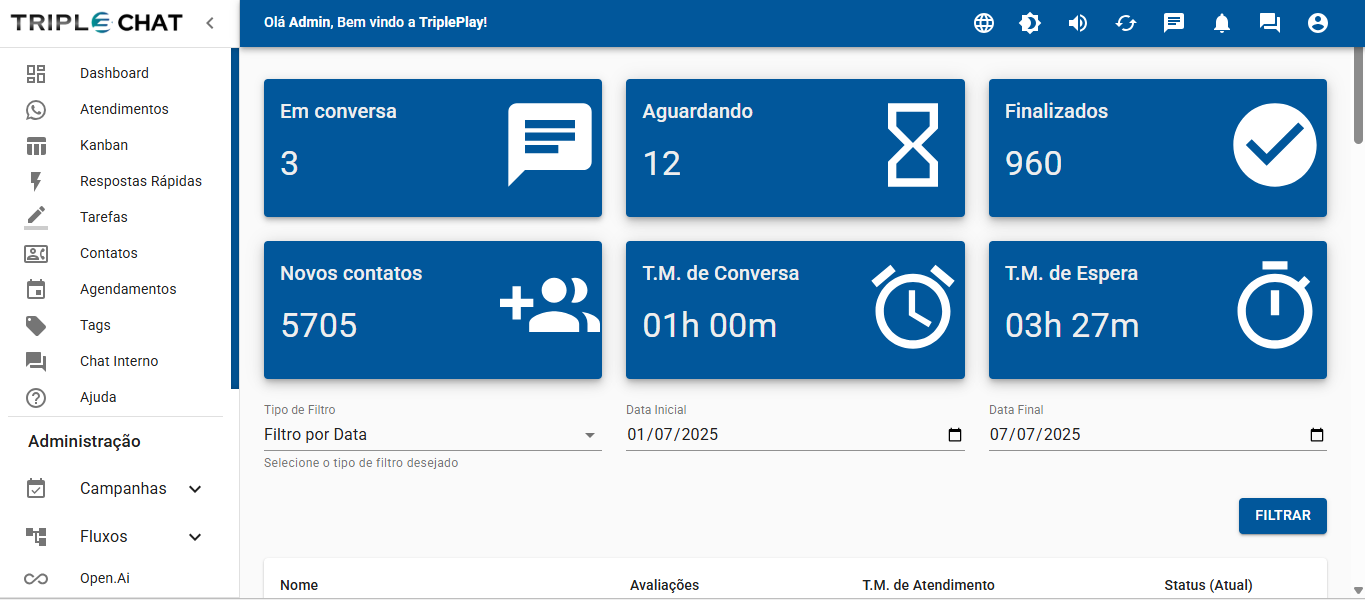 TRIPLE CHAT
Olá Admin, Bem vindo a TriplePlay!
Dashboard
Atendimentos
Kanban
Respostas Rápidas
Tarefas
Contatos
Agendamentos
Tags
Chat Interno
Ajuda
Administração
Campanhas
Fluxos
Open.Ai
Em conversa
3
Aguardando
12
Finalizados
960
Novos contatos
5705
T.M. de Conversa
01h 00m
T.M. de Espera
03h 27m
Tipo de Filtro
Filtro por Data
Selecione o tipo de filtro desejado
Data Inicial
01/07/2025
Data Final
07/07/2025
FILTRAR
Nome Avaliações T.M. de Atendimento Status (Atual)